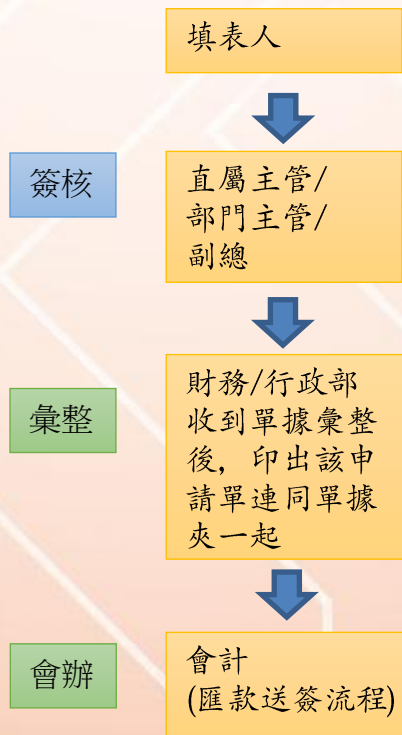 填表人
簽核
直屬主管/
部門主管/
副總
彙整
財務/行政部
收到單據彙整
後，印出該申
請單連同單據
夾一起
會辦
會計
(匯款送簽流程)